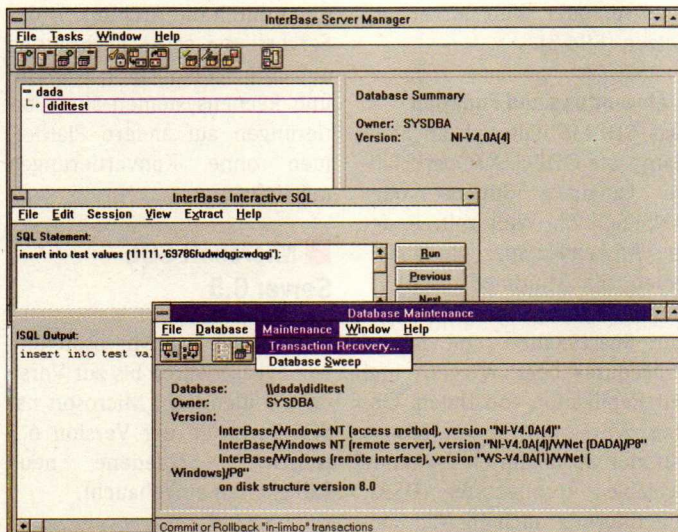 InterBase Server Manager
File Tasks Window Help
dada
diditest
Database Summary
Owner: SYSDBA
Version: NI-V4.0A[4]
InterBase Interactive SQL
File Edit Session View Extract Help
SQL Statement:
insert into test values (11111,'69786fudwdqgizwdqgi');
Run
Previous
Next
ISQL Output:
insert into test va
Database Maintenance
File Database Maintenance Window Help
Transaction Recovery...
Database Sweep
Database: \\dada\diditest
Owner: SYSDBA
Version:
InterBase/Windows NT (access method), version "NI-V4.0A[4]"
InterBase/Windows NT (remote server), version "NI-V4.0A[4]/WNet (DADA)/P8"
InterBase/Windows (remote interface), version "WS-V4.0A[1]/WNet (
Windows)/P8"
on disk structure version 8.0
Commit or Rollback "in-limbo" transactions